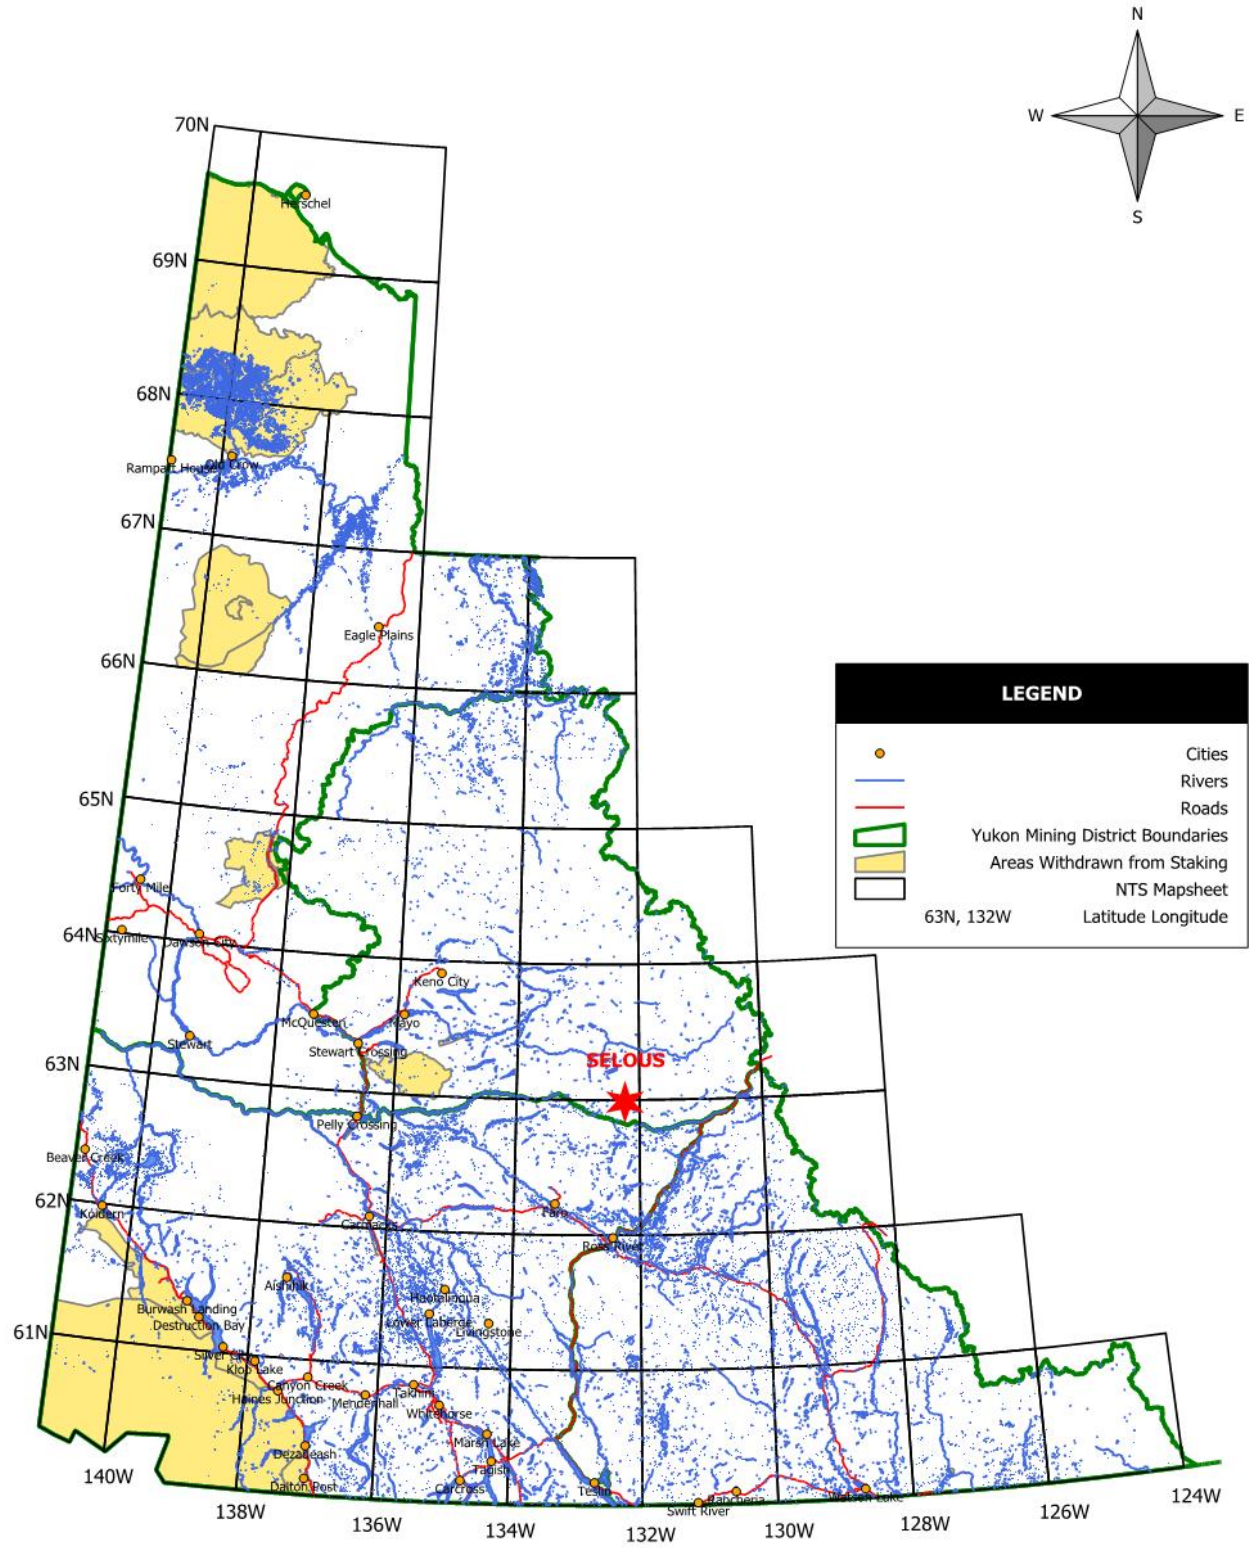 N
W
E
S
70N
Herschel
69N
68N
Rampart House
Old Crow
67N
Eagle Plains
66N
LEGEND
Cities
Rivers
Roads
Yukon Mining District Boundaries
Areas Withdrawn from Staking
NTS Mapsheet
63N, 132W
Latitude Longitude
65N
Forty Mile
64N
Sixtymile
Dawson City
Keno City
McQuesten
Mayo
Stewart
Stewart Crossing
SELOUS
63N
Pelly Crossing
Beaver Creek
62N
Koidern
Carmacks
Faro
Ross River
Aishihik
Hootalinqua
Burwash Landing
Destruction Bay
Lower Laberge
Livingstone
61N
Silver City
Kloo Lake
Canyon Creek
Haines Junction
Mendenhall
Takhini
Whitehorse
Marsh Lake
Dezadeash
Tagish
Dalton Post
Carcross
Teslin
Rancheria
Swift River
Watson Lake
140W
138W
136W
134W
132W
130W
128W
126W
124W